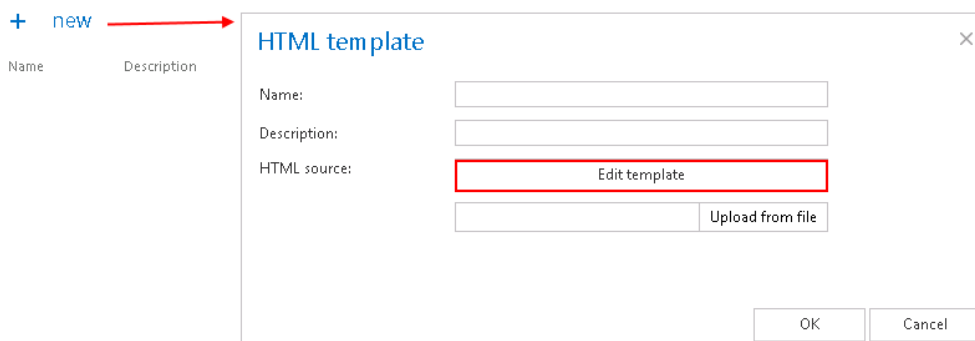 + new
HTML template
Name Description
Name:
Description:
HTML source:
Edit template
Upload from file
OK Cancel